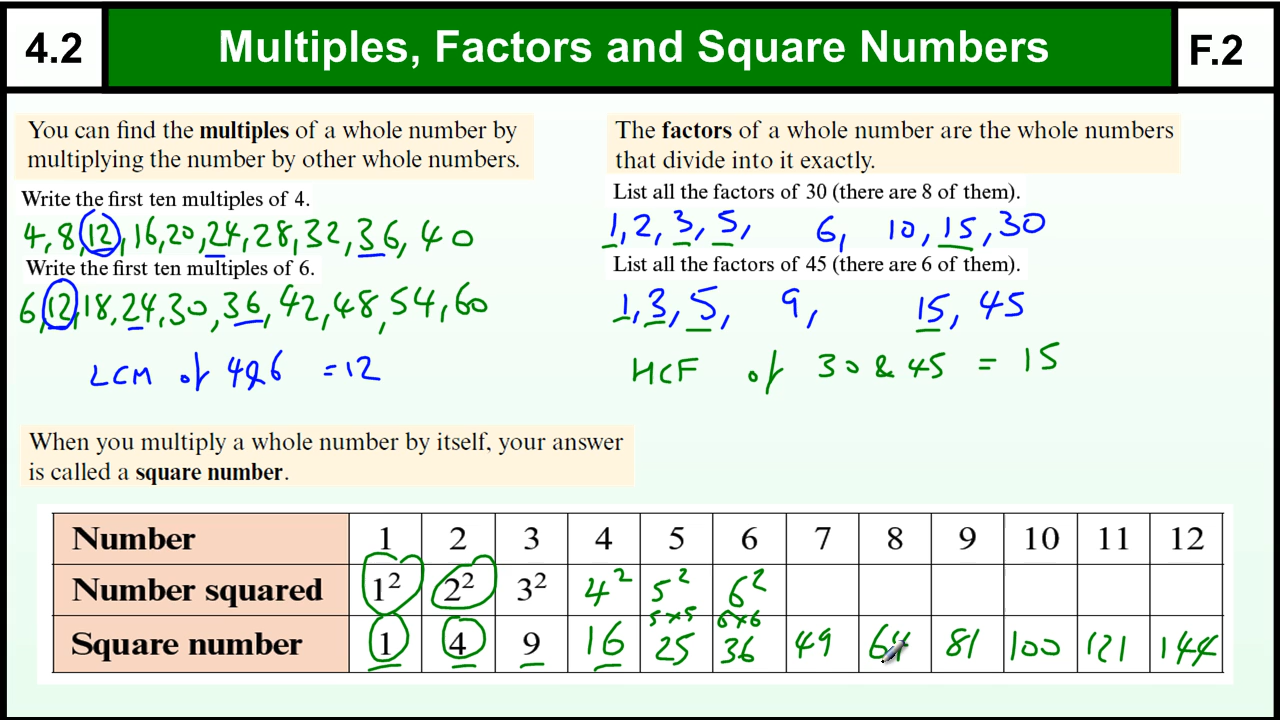 4.2
Multiples, Factors and Square Numbers
F.2
You can find the multiples of a whole number by
multiplying the number by other whole numbers.
Write the first ten multiples of 4.
4, 8, 12, 16, 20, 24, 28, 32, 36, 40
Write the first ten multiples of 6.
6, 12, 18, 24, 30, 36, 42, 48, 54, 60
LCM of 4&6 = 12
The factors of a whole number are the whole numbers
that divide into it exactly.
List all the factors of 30 (there are 8 of them).
1, 2, 3, 5, 6, 10, 15, 30
List all the factors of 45 (there are 6 of them).
1, 3, 5, 9, 15, 45
HCF of 30 & 45 = 15
When you multiply a whole number by itself, your answer
is called a square number.
Number 1 2 3 4 5 6 7 8 9 10 11 12
Number squared 1² 2² 3² 4² 5² 6²
5×5 6×6
Square number 1 4 9 16 25 36 49 64 81 100 121 144